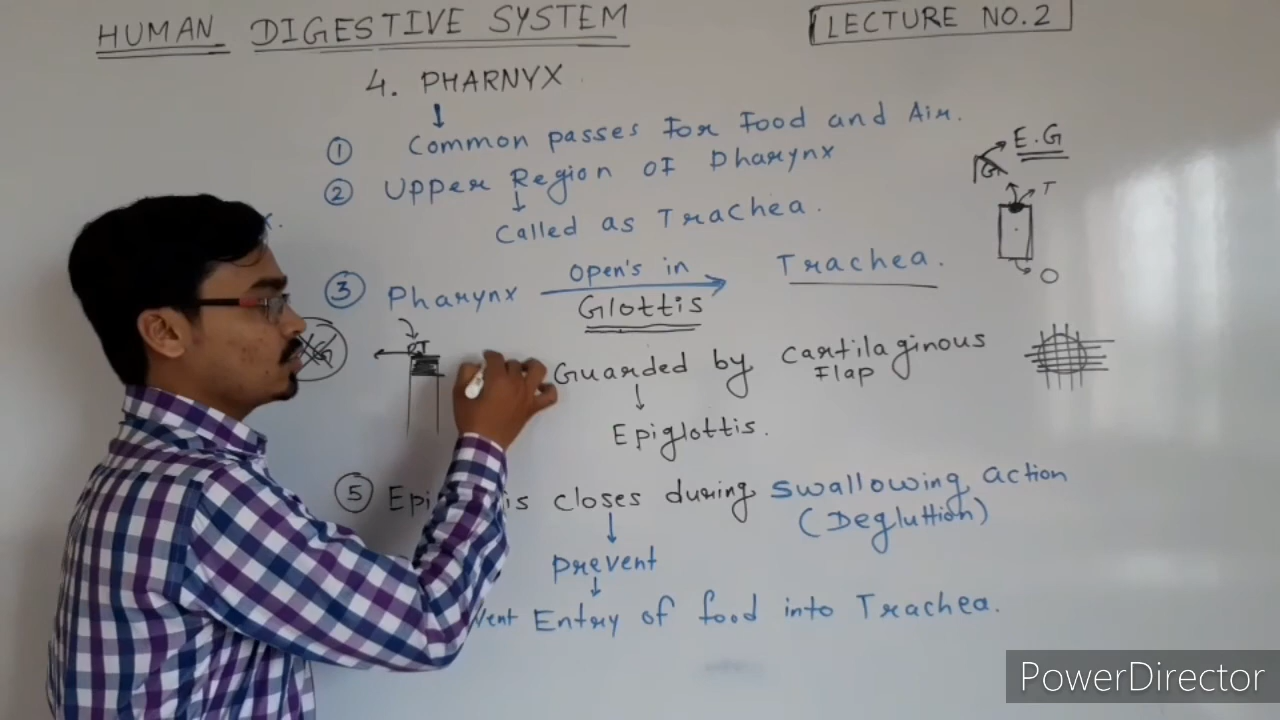 HUMAN DIGESTIVE SYSTEM
LECTURE NO.2
4. PHARNYX
① Common passes For Food and Air.
② Upper Region of Pharynx
Called as Trachea.
E.G
G
T
O
③ Pharynx Open's in Trachea.
Glottis
Guarded by Cartilaginous
Flap
Epiglottis.
⑤ Epi is closes during Swallowing action
(Degluttion)
Prevent
vent Entry of food into Trachea.
PowerDirector